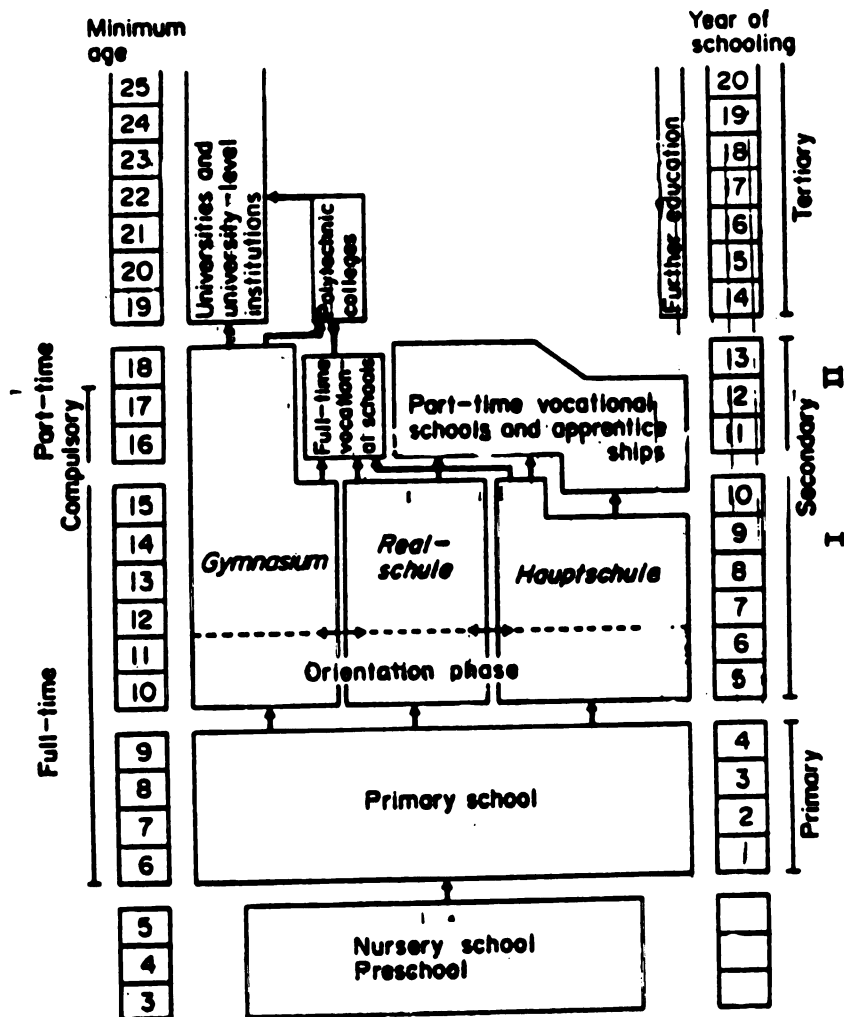 Minimum
age
Year of
schooling
25
24
23
22
21
20
19
18
17
16
15
14
13
12
11
10
9
8
7
6
5
4
3
Part-time
Compulsory
Full-time
Universities and
university-level
institutions
Polytechnic
colleges
Further education
Full-time
vocation-
al schools
Part-time vocational
schools and apprentice
ships
Gymnasium
Real-
schule
Hauptschule
Orientation phase
Primary school
Nursery school
Preschool
20
19
18
17
16
15
14
13
12
11
10
9
8
7
6
5
4
3
2
1
Tertiary
Secondary
II
I
Primary